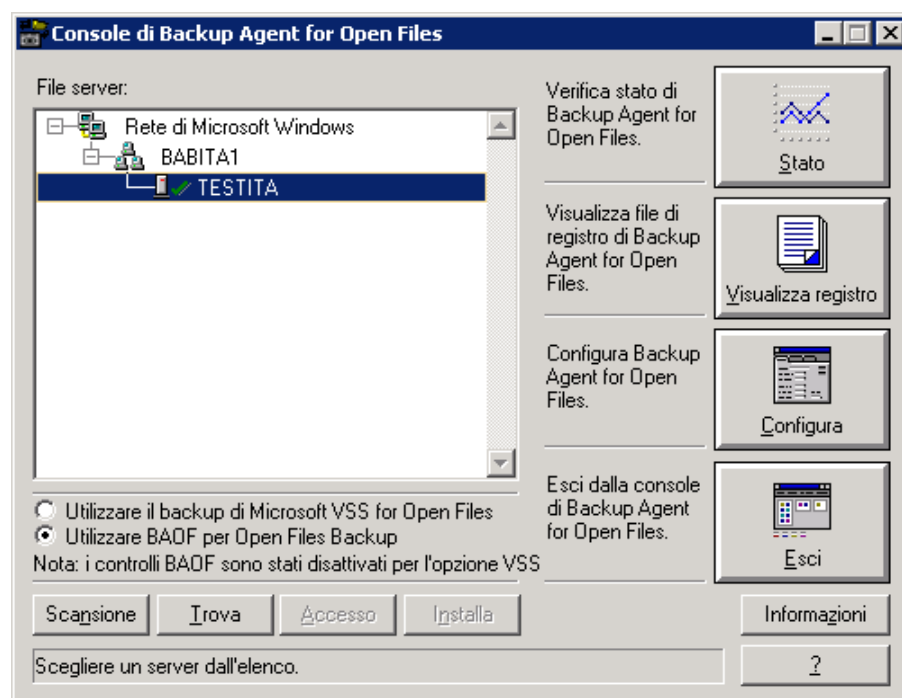 Console di Backup Agent for Open Files
File server:
Rete di Microsoft Windows
BABITA1
TESTITA
Utilizzare il backup di Microsoft VSS for Open Files
Utilizzare BAOF per Open Files Backup
Nota: i controlli BAOF sono stati disattivati per l'opzione VSS
Verifica stato di
Backup Agent for
Open Files.
Stato
Visualizza file di
registro di Backup
Agent for Open
Files.
Visualizza registro
Configura Backup
Agent for Open
Files.
Configura
Esci dalla console
di Backup Agent
for Open Files.
Esci
Scansione Trova Accesso Installa Informazioni
Scegliere un server dall'elenco. ?